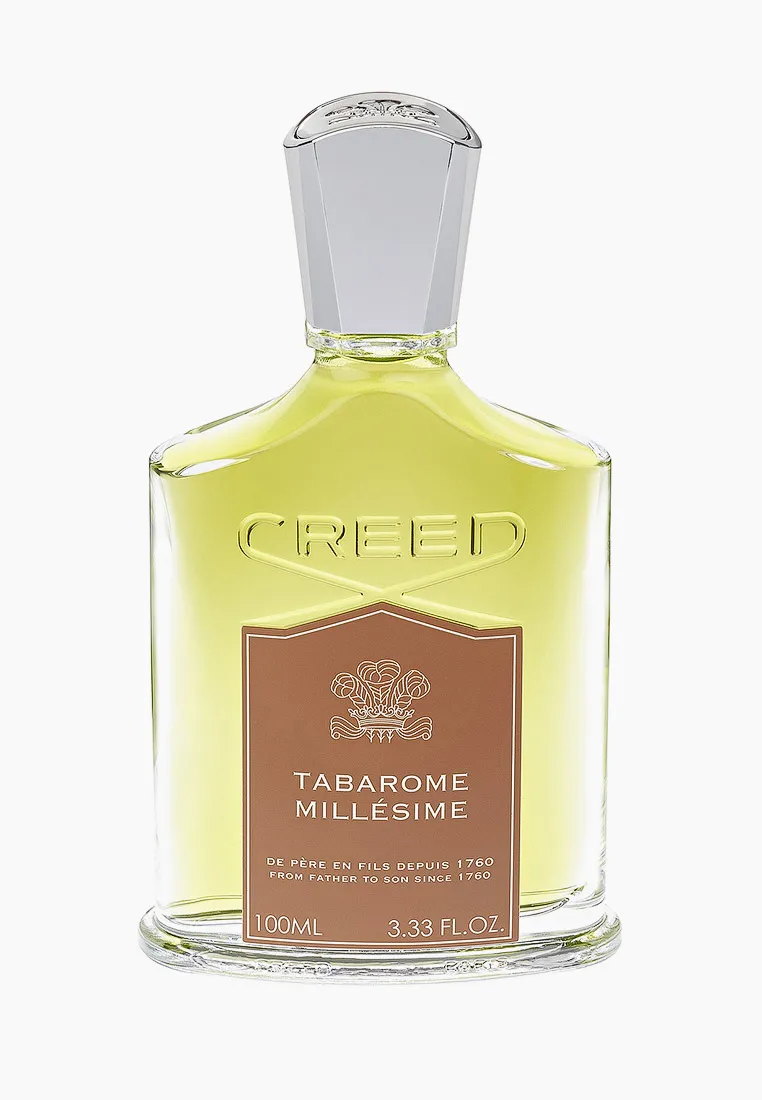 CREED
TABAROME
MILLÉSIME
DE PÈRE EN FILS DEPUIS 1760
FROM FATHER TO SON SINCE 1760
100ML 3.33 FL.OZ.